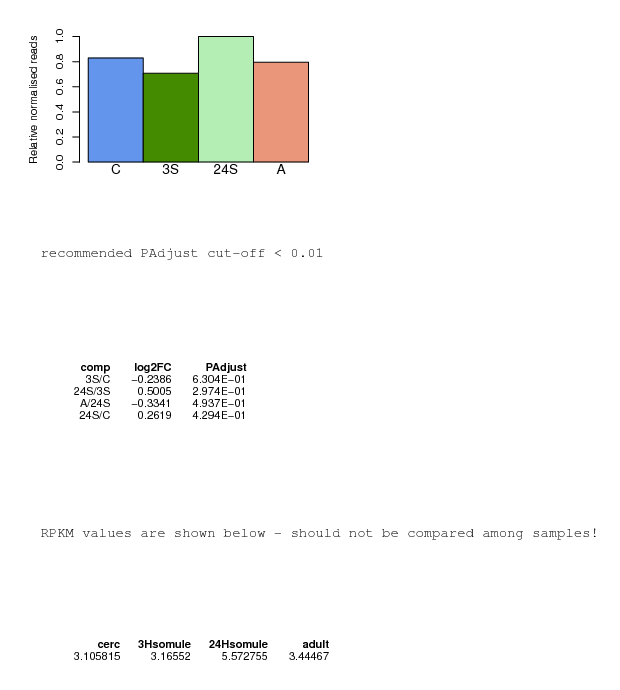 Relative normalised reads
1.0
0.8
0.6
0.4
0.2
0.0
C 3S 24S A
recommended PAdjust cut-off < 0.01
comp log2FC PAdjust
3S/C −0.2386 6.304E−01
24S/3S 0.5005 2.974E−01
A/24S −0.3341 4.937E−01
24S/C 0.2619 4.294E−01
RPKM values are shown below - should not be compared among samples!
cerc 3Hsomule 24Hsomule adult
3.105815 3.16552 5.572755 3.44467